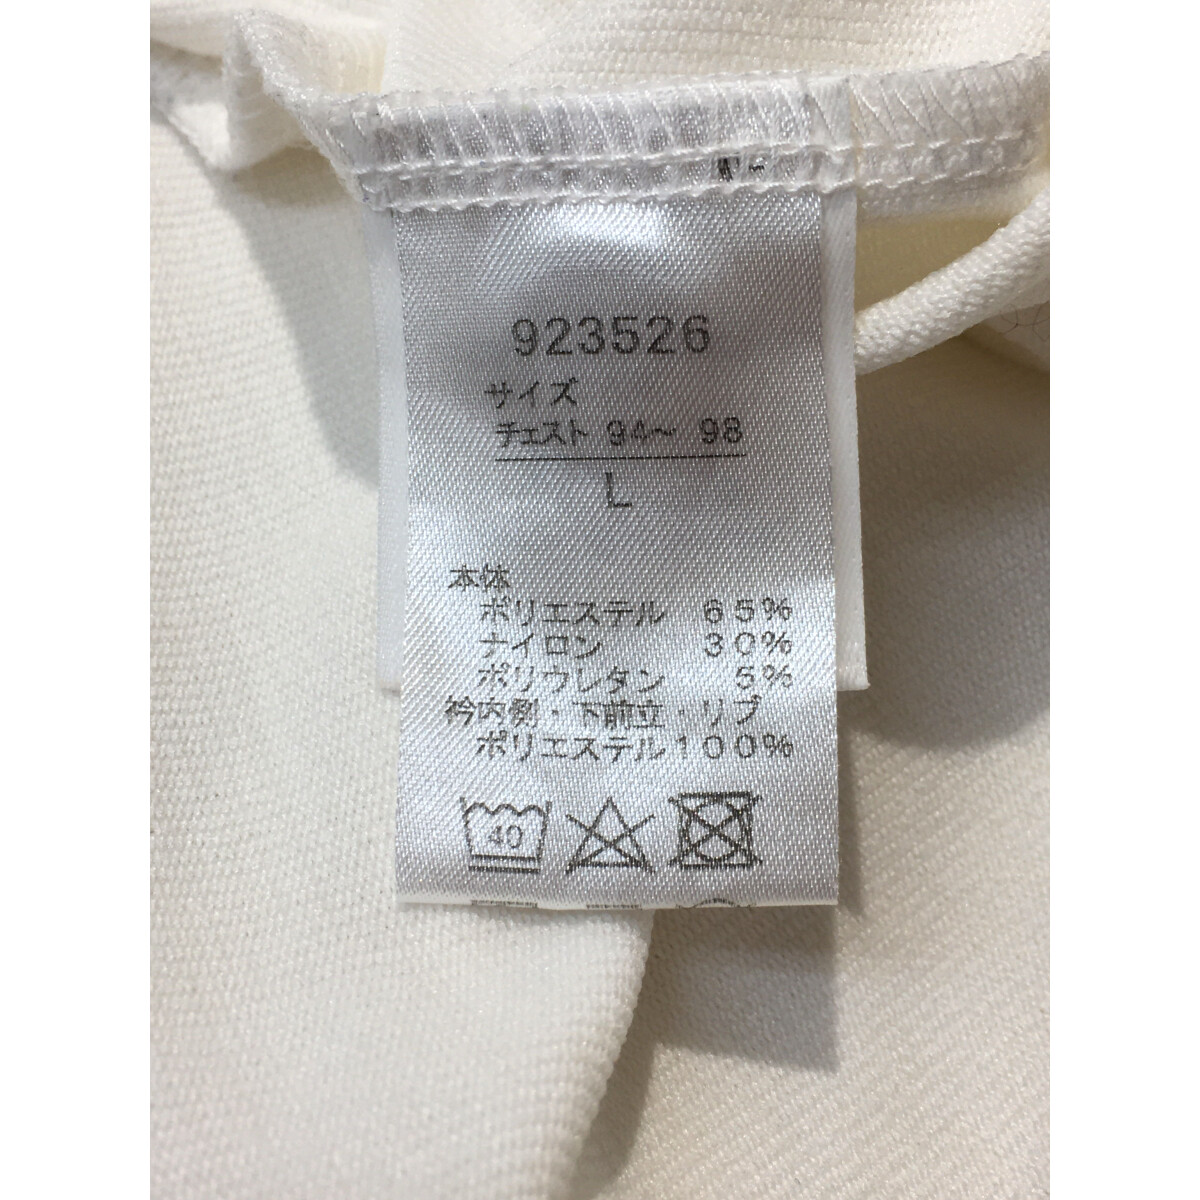 923526
サイズ
チェスト 94〜 98
L
本体
ポリエステル 65%
ナイロン 30%
ポリウレタン 5%
衿内側・下前立・リブ
ポリエステル100%
40